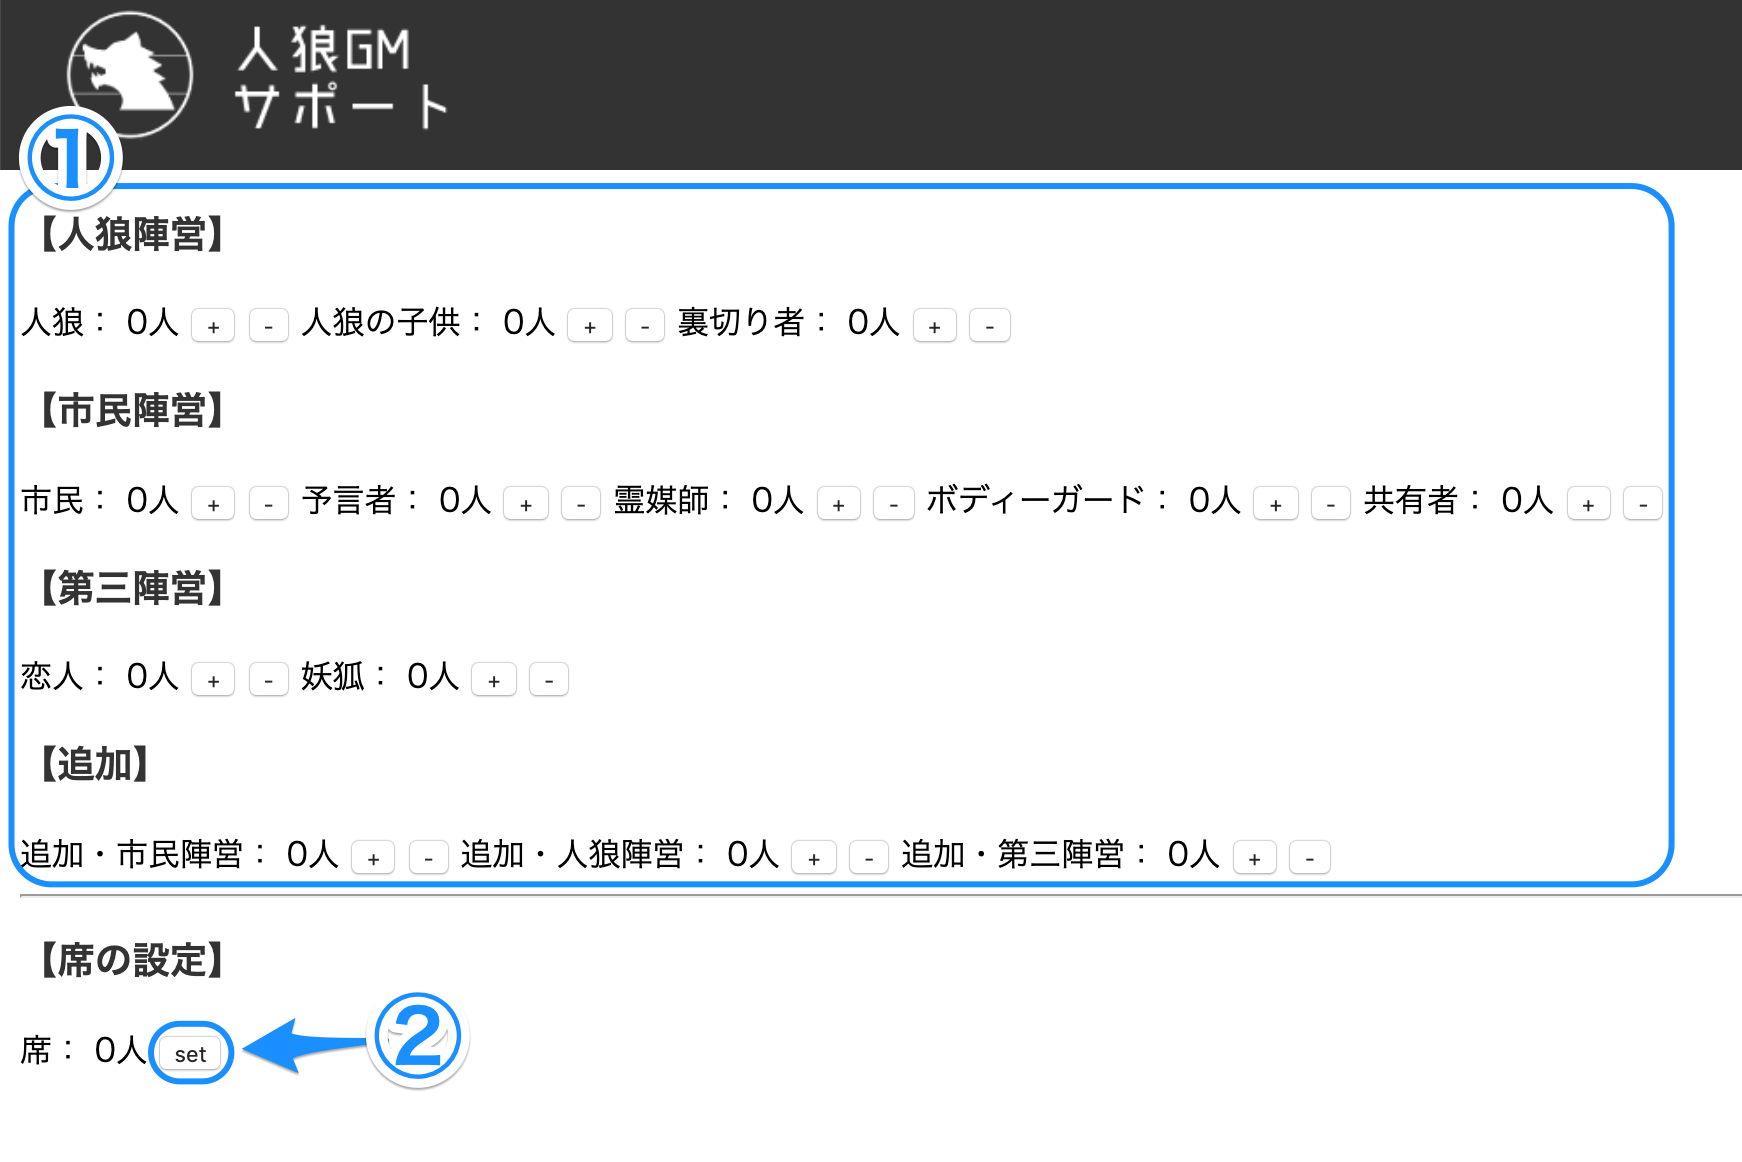 人狼GM
サポート
①
【人狼陣営】
人狼： 0人 + - 人狼の子供： 0人 + - 裏切り者： 0人 + -
【市民陣営】
市民： 0人 + - 予言者： 0人 + - 霊媒師： 0人 + - ボディーガード： 0人 + - 共有者： 0人 + -
【第三陣営】
恋人： 0人 + - 妖狐： 0人 + -
【追加】
追加・市民陣営： 0人 + - 追加・人狼陣営： 0人 + - 追加・第三陣営： 0人 + -
【席の設定】
席： 0人 set ②